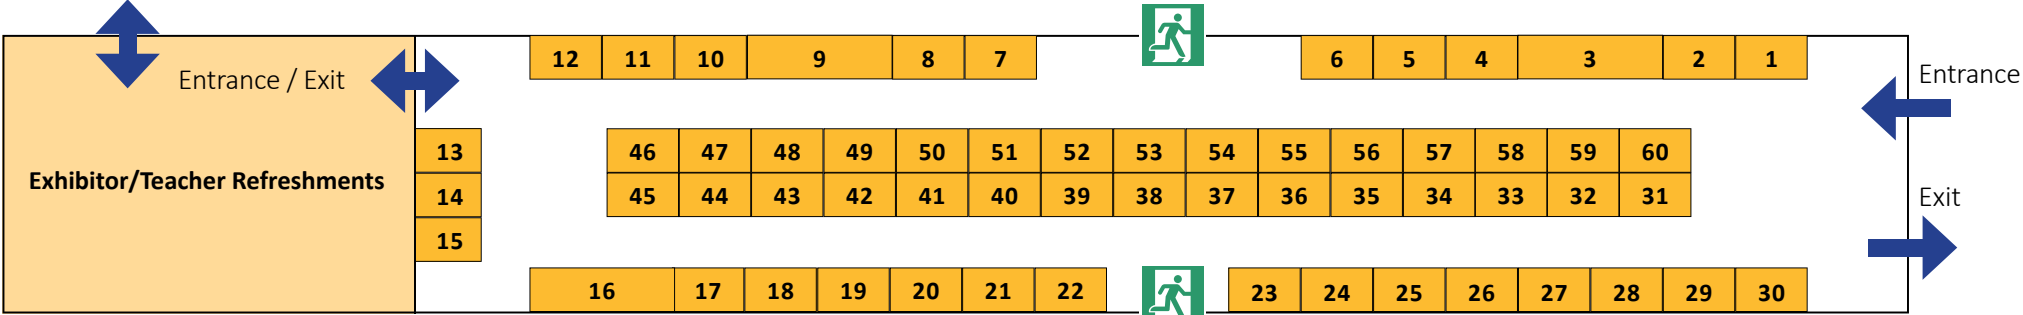 12 11 10 9 8 7 6 5 4 3 2 1
Entrance / Exit
Entrance
13 46 47 48 49 50 51 52 53 54 55 56 57 58 59 60
Exhibitor/Teacher Refreshments
14 45 44 43 42 41 40 39 38 37 36 35 34 33 32 31
Exit
15
16 17 18 19 20 21 22 23 24 25 26 27 28 29 30